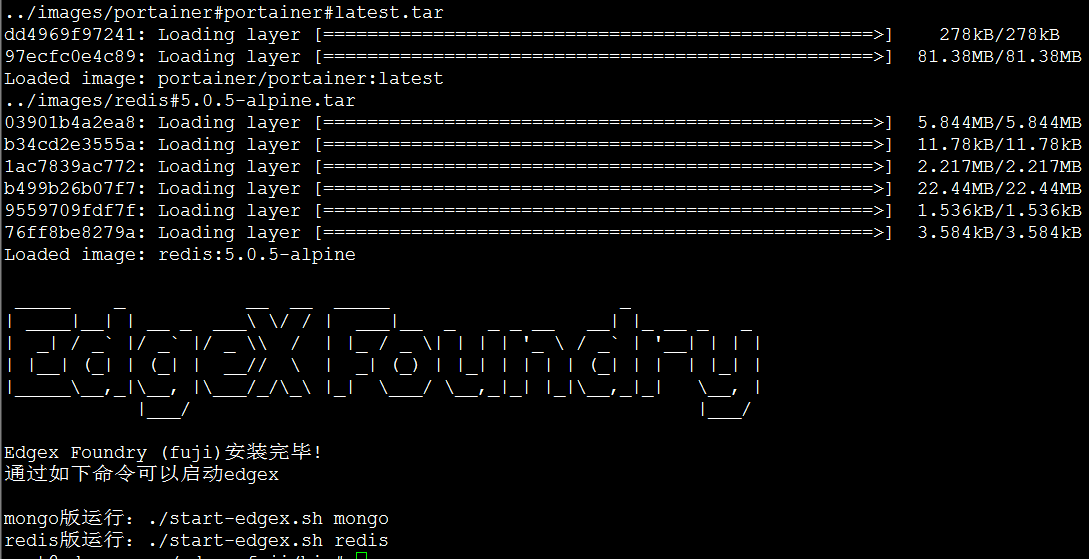 ../images/portainer#portainer#latest.tar
dd4969f97241: Loading layer [==================================================>]    278kB/278kB
97ecfc0e4c89: Loading layer [==================================================>]  81.38MB/81.38MB
Loaded image: portainer/portainer:latest
../images/redis#5.0.5-alpine.tar
03901b4a2ea8: Loading layer [==================================================>]  5.844MB/5.844MB
b34cd2e3555a: Loading layer [==================================================>]  11.78kB/11.78kB
1ac7839ac772: Loading layer [==================================================>]  2.217MB/2.217MB
b499b26b07f7: Loading layer [==================================================>]  22.44MB/22.44MB
9559709fdf7f: Loading layer [==================================================>]  1.536kB/1.536kB
76ff8be8279a: Loading layer [==================================================>]  3.584kB/3.584kB
Loaded image: redis:5.0.5-alpine
EdgeX Foundry
Edgex Foundry (fuji)安装完毕!
通过如下命令可以启动edgex
mongo版运行: ./start-edgex.sh mongo
redis版运行: ./start-edgex.sh redis